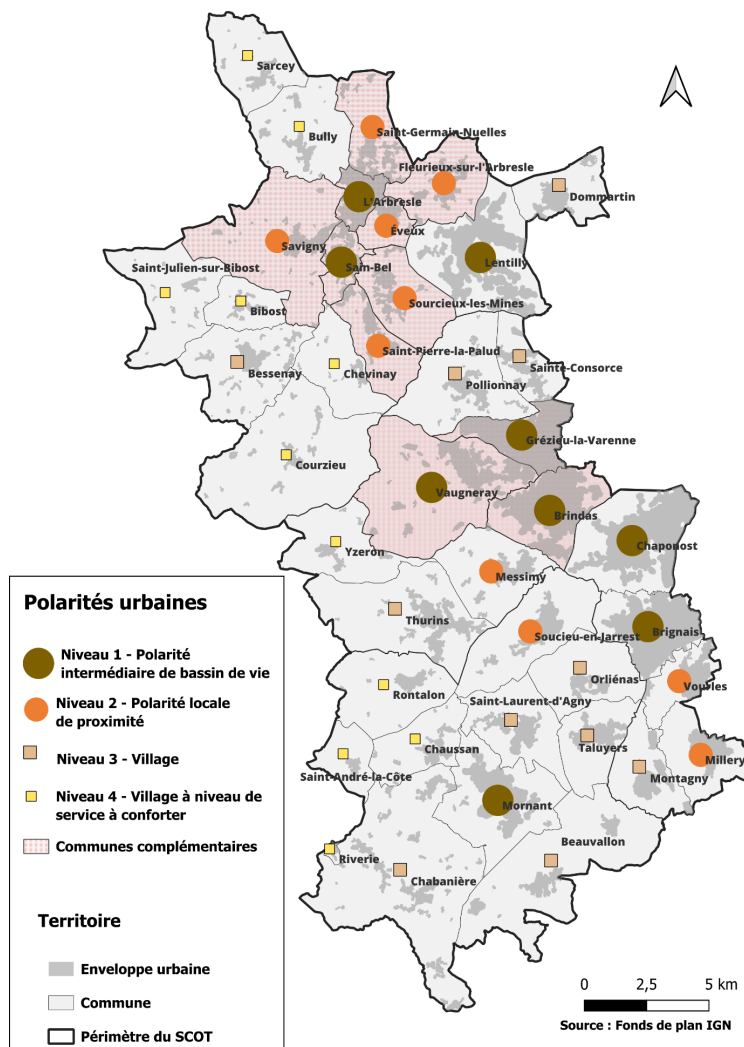 Sarcey
Bully
Saint-Germain-Nuelles
Fleurieux-sur-l'Arbresle
Dommartin
L'Arbresle
Éveux
Savigny
Lentilly
Saint-Julien-sur-Bibost
Sain-Bel
Bibost
Sourcieux-les-Mines
Saint-Pierre-la-Palud
Bessenay
Chevinay
Pollionnay
Sainte-Consorce
Grézieu-la-Varenne
Courzieu
Vaugneray
Brindas
Chaponost
Yzeron
Messimy
Thurins
Soucieu-en-Jarrest
Brignais
Orliénas
Vourles
Rontalon
Saint-Laurent-d'Agny
Chaussan
Taluyers
Millery
Saint-André-la-Côte
Montagny
Mornant
Beauvallon
Riverie
Chabanière
Polarités urbaines
Niveau 1 - Polarité
intermédiaire de bassin de vie
Niveau 2 - Polarité locale
de proximité
Niveau 3 - Village
Niveau 4 - Village à niveau de
service à conforter
Communes complémentaires
Territoire
Enveloppe urbaine
Commune
Périmètre du SCOT
0 2,5 5 km
Source : Fonds de plan IGN